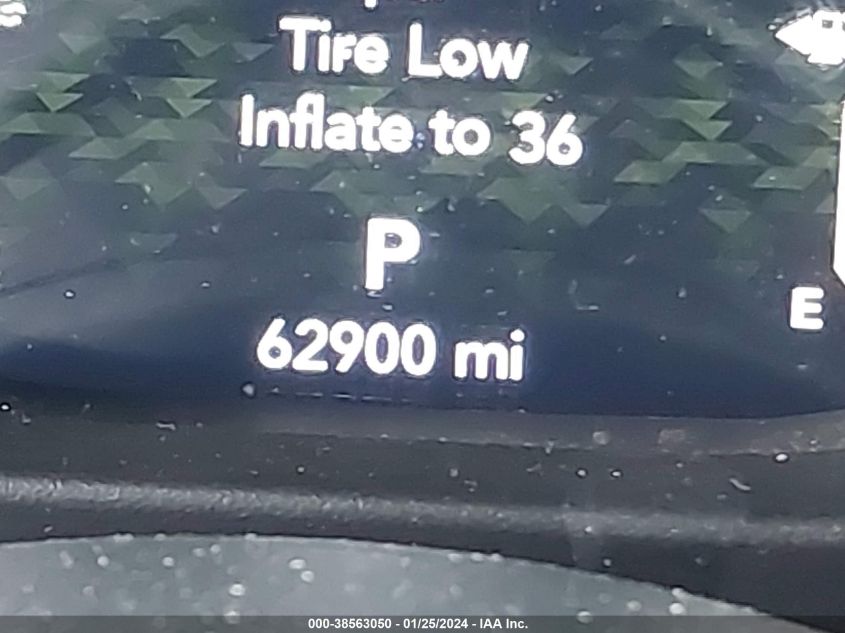 Tire Low
Inflate to 36
P
E
62900 mi
000-38563050 - 01/25/2024 - IAA Inc.